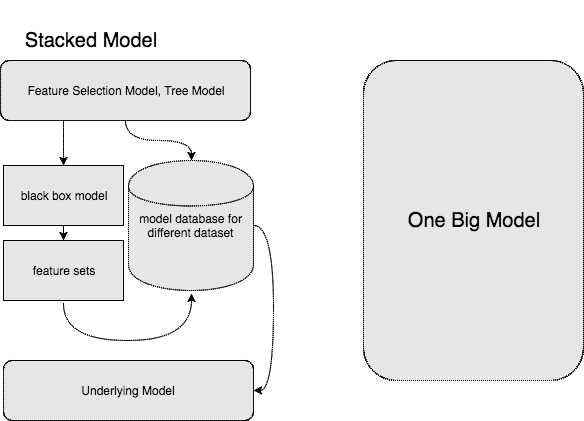 Stacked Model
Feature Selection Model, Tree Model
black box model
model database for
different dataset
feature sets
Underlying Model
One Big Model